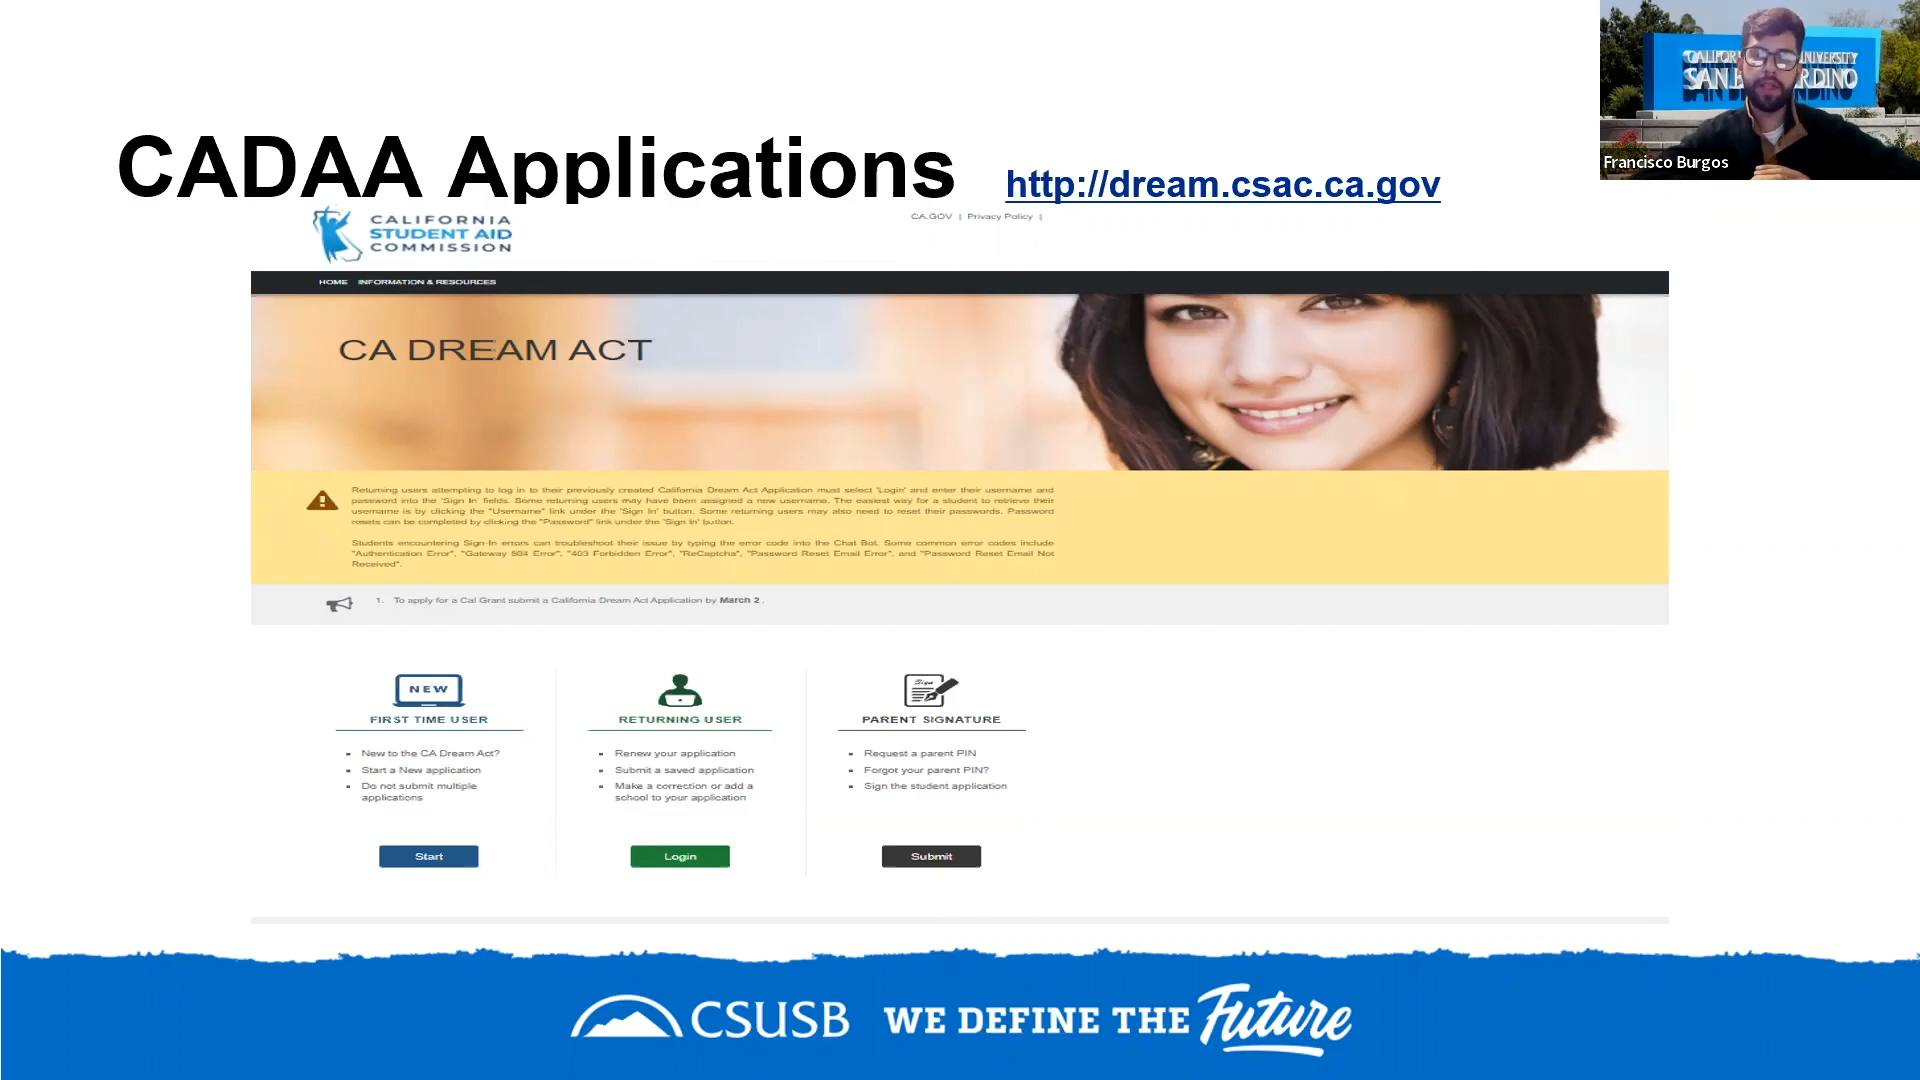 CADAA Applications http://dream.csac.ca.gov
CALIFORNIA UNIVERSITY
SAN BERNARDINO
Francisco Burgos
CALIFORNIA
STUDENT AID
COMMISSION
CA.GOV | Privacy Policy |
HOME INFORMATION & RESOURCES
CA DREAM ACT
Returning users attempting to log in to their previously created California Dream Act Application must select 'Login' and enter their username and
password into the 'Sign In' fields. Some returning users may have been assigned a new username. The easiest way for a student to retrieve their
username is by clicking the "Username" link under the 'Sign In' button. Some returning users may also need to reset their passwords. Password
resets can be completed by clicking the "Password" link under the 'Sign In' button.
Students encountering Sign-In errors can troubleshoot their issue by typing the error code into the Chat Bot. Some common error codes include
"Authentication Error", "Gateway 504 Error", "403 Forbidden Error", "ReCaptcha", "Password Reset Email Error", and "Password Reset Email Not
Received".
1. To apply for a Cal Grant submit a California Dream Act Application by March 2 .
NEW
FIRST TIME USER
▪ New to the CA Dream Act?
▪ Start a New application
▪ Do not submit multiple
applications
Start
RETURNING USER
▪ Renew your application
▪ Submit a saved application
▪ Make a correction or add a
school to your application
Login
Sign
PARENT SIGNATURE
▪ Request a parent PIN
▪ Forgot your parent PIN?
▪ Sign the student application
Submit
CSUSB WE DEFINE THE Future